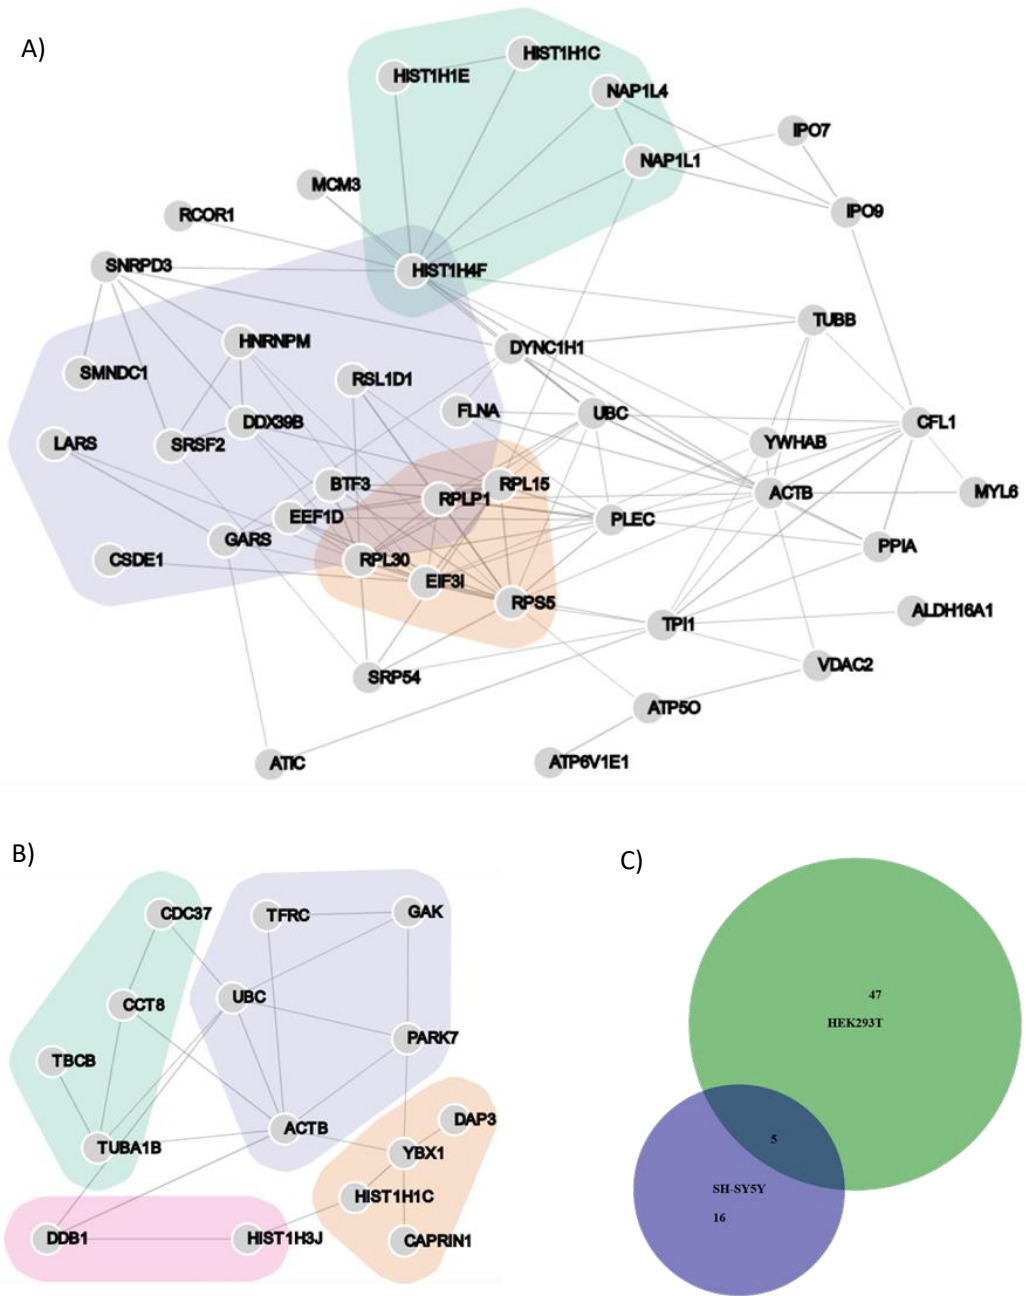 A)
HIST1H1C
HIST1H1E
NAP1L4
IPO7
NAP1L1
MCM3
RCOR1
IPO9
SNRPD3
HIST1H4F
TUBB
HNRNPM
DYNC1H1
SMNDC1
RSL1D1
FLNA
UBC
DDX39B
CFL1
LARS
SRSF2
YWHAB
BTF3
RPL15
RPLP1
ACTB
MYL6
EEF1D
PLEC
GARS
PPIA
CSDE1
RPL30
EIF3I
RPS5
ALDH16A1
TPI1
VDAC2
SRP54
ATP5O
ATIC
ATP6V1E1
B)
CDC37
TFRC
GAK
UBC
CCT8
PARK7
TBCB
DAP3
ACTB
TUBA1B
YBX1
HIST1H1C
DDB1
HIST1H3J
CAPRIN1
C)
47
HEK293T
5
SH-SY5Y
16